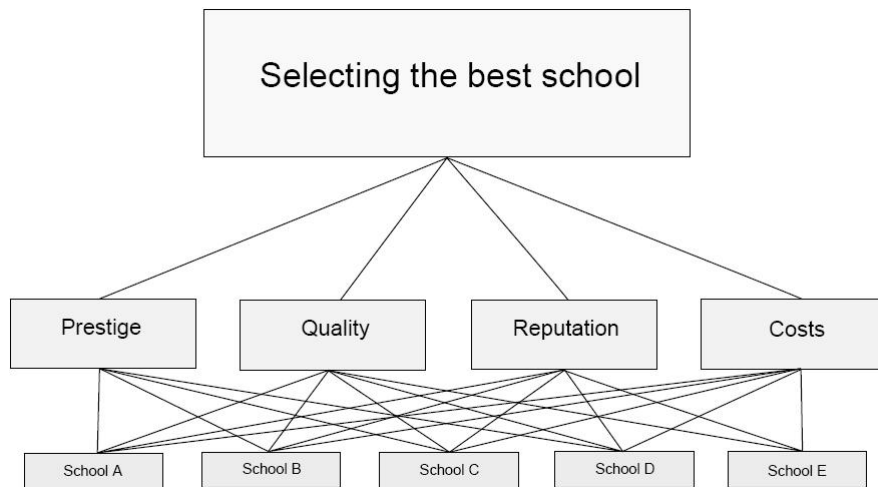 Selecting the best school
Prestige
Quality
Reputation
Costs
School A
School B
School C
School D
School E